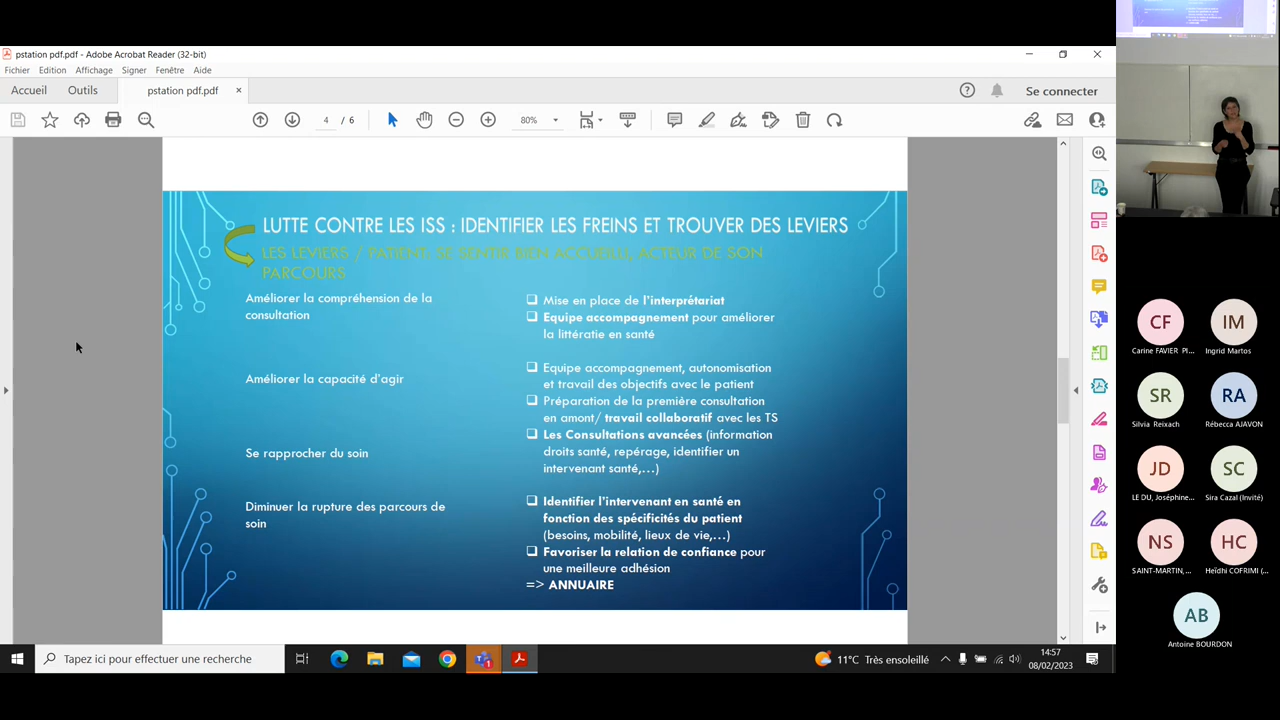 pstation pdf.pdf - Adobe Acrobat Reader (32-bit)
Fichier Edition Affichage Signer Fenêtre Aide
Accueil Outils pstation pdf.pdf × Se connecter
4 / 6 80%
LUTTE CONTRE LES ISS : IDENTIFIER LES FREINS ET TROUVER DES LEVIERS
LES LEVIERS / PATIENT: SE SENTIR BIEN ACCUEILLI, ACTEUR DE SON
PARCOURS
Améliorer la compréhension de la
consultation
Mise en place de l'interprétariat
Equipe accompagnement pour améliorer
la littératie en santé
Améliorer la capacité d'agir
Equipe accompagnement, autonomisation
et travail des objectifs avec le patient
Préparation de la première consultation
en amont/ travail collaboratif avec les TS
Se rapprocher du soin
Les Consultations avancées (information
droits santé, repérage, identifier un
intervenant santé,...)
Diminuer la rupture des parcours de
soin
Identifier l'intervenant en santé en
fonction des spécificités du patient
(besoins, mobilité, lieux de vie,...)
Favoriser la relation de confiance pour
une meilleure adhésion
=> ANNUAIRE
CF IM
Carine FAVIER PI... Ingrid Martos
SR RA
Silvia Reixach Rébecca AJAVON
JD SC
LE DU, Joséphine... Sira Cazal (Invité)
NS HC
SAINT-MARTIN,... Heïdhi COFRIMI (...
AB
Antoine BOURDON
Tapez ici pour effectuer une recherche
11°C Très ensoleillé
14:57
08/02/2023